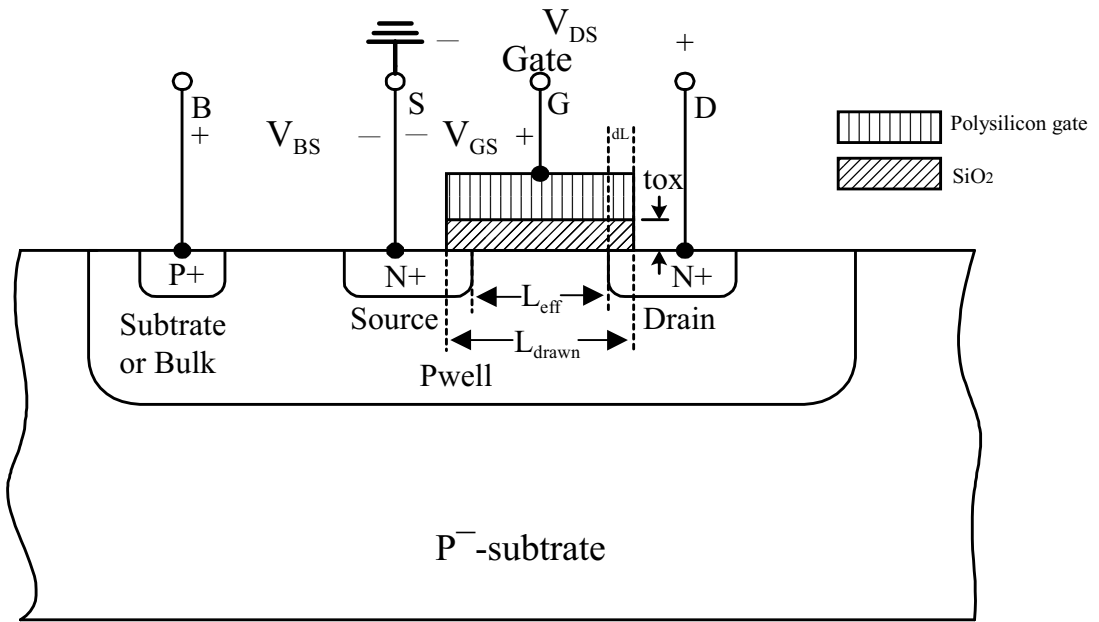 V_DS
− +
Gate
B S G D
+ V_BS − − V_GS + dL
Polysilicon gate
SiO₂
tox
P+ N+ N+
Subtrate
or Bulk
Source L_eff Drain
L_drawn
Pwell
P⁻-subtrate